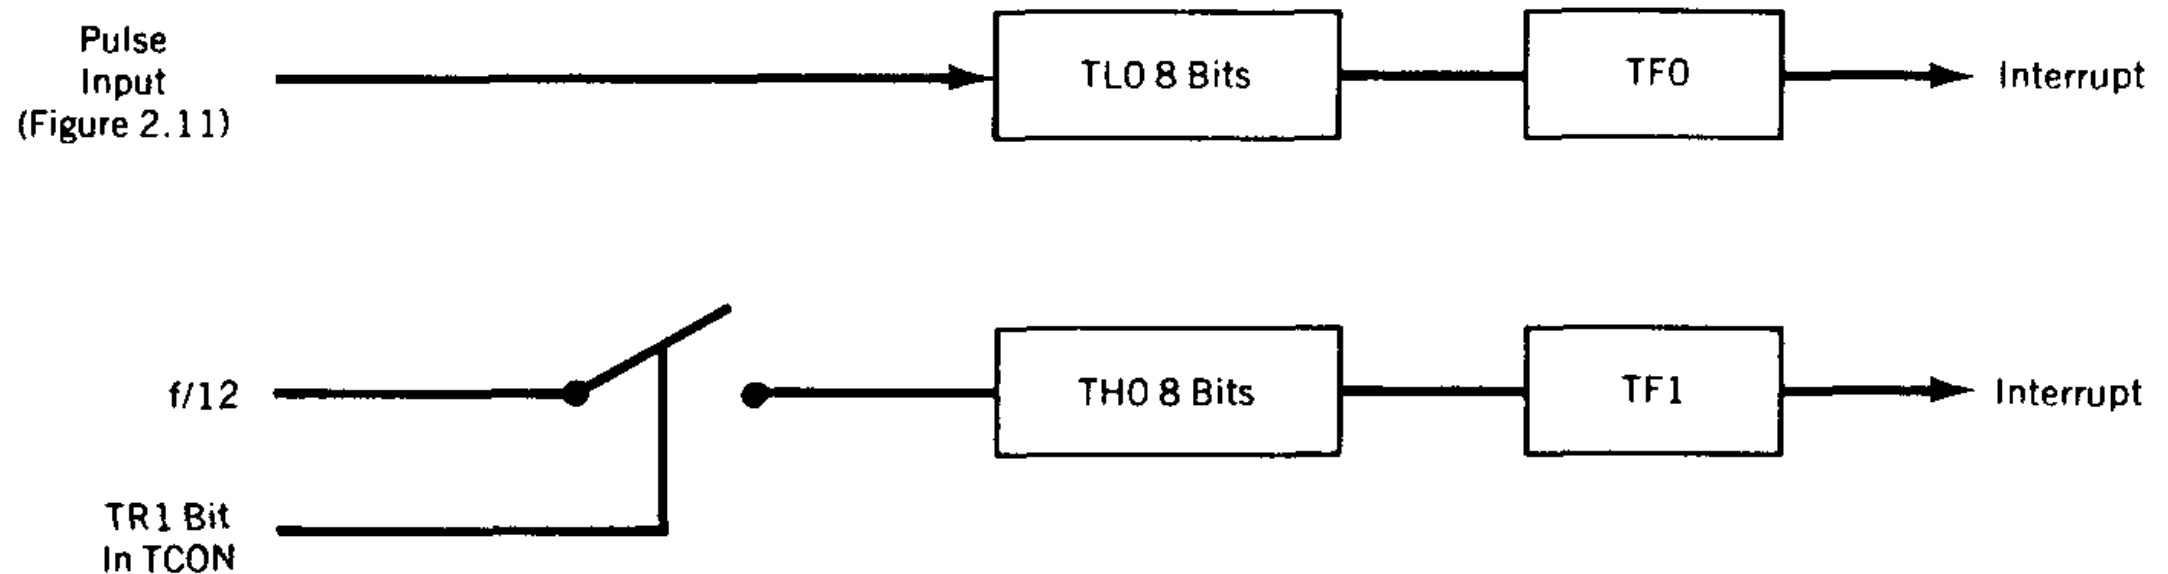 Pulse
Input
(Figure 2.11)
TL0 8 Bits
TF0
Interrupt
f/12
TH0 8 Bits
TF1
Interrupt
TR1 Bit
In TCON